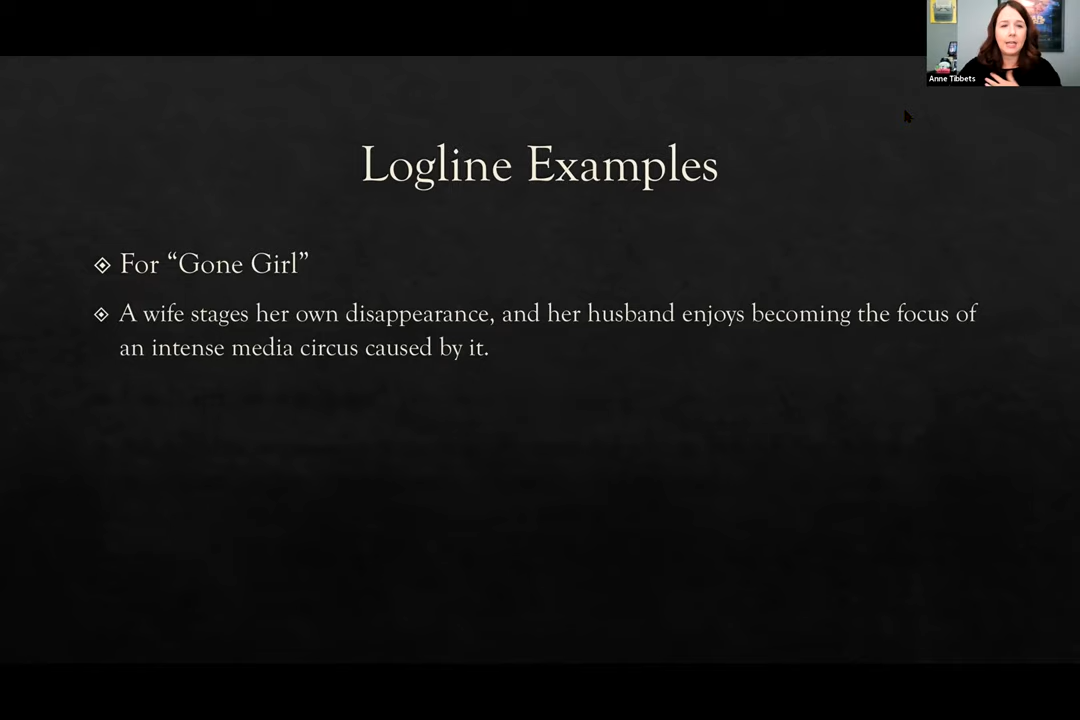 Anne Tibbets
Logline Examples
For “Gone Girl”
A wife stages her own disappearance, and her husband enjoys becoming the focus of
an intense media circus caused by it.